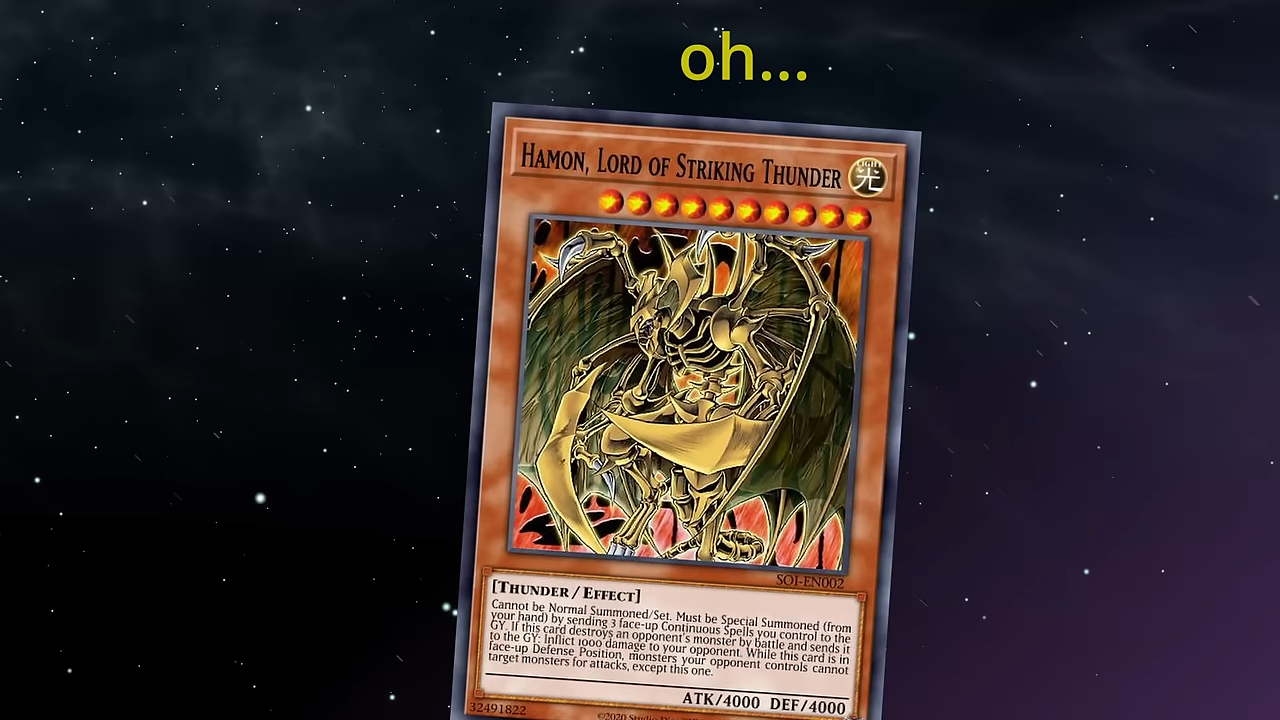 oh...
Hamon, Lord of Striking Thunder
LIGHT
光
SOI-EN002
[Thunder / Effect]
Cannot be Normal Summoned/Set. Must be Special Summoned (from
your hand) by sending 3 face-up Continuous Spells you control to the
GY. If this card destroys an opponent's monster by battle and sends it
to the GY: Inflict 1000 damage to your opponent. While this card is in
face-up Defense Position, monsters your opponent controls cannot
target monsters for attacks, except this one.
ATK/4000 DEF/4000
32491822
©2020 Studio